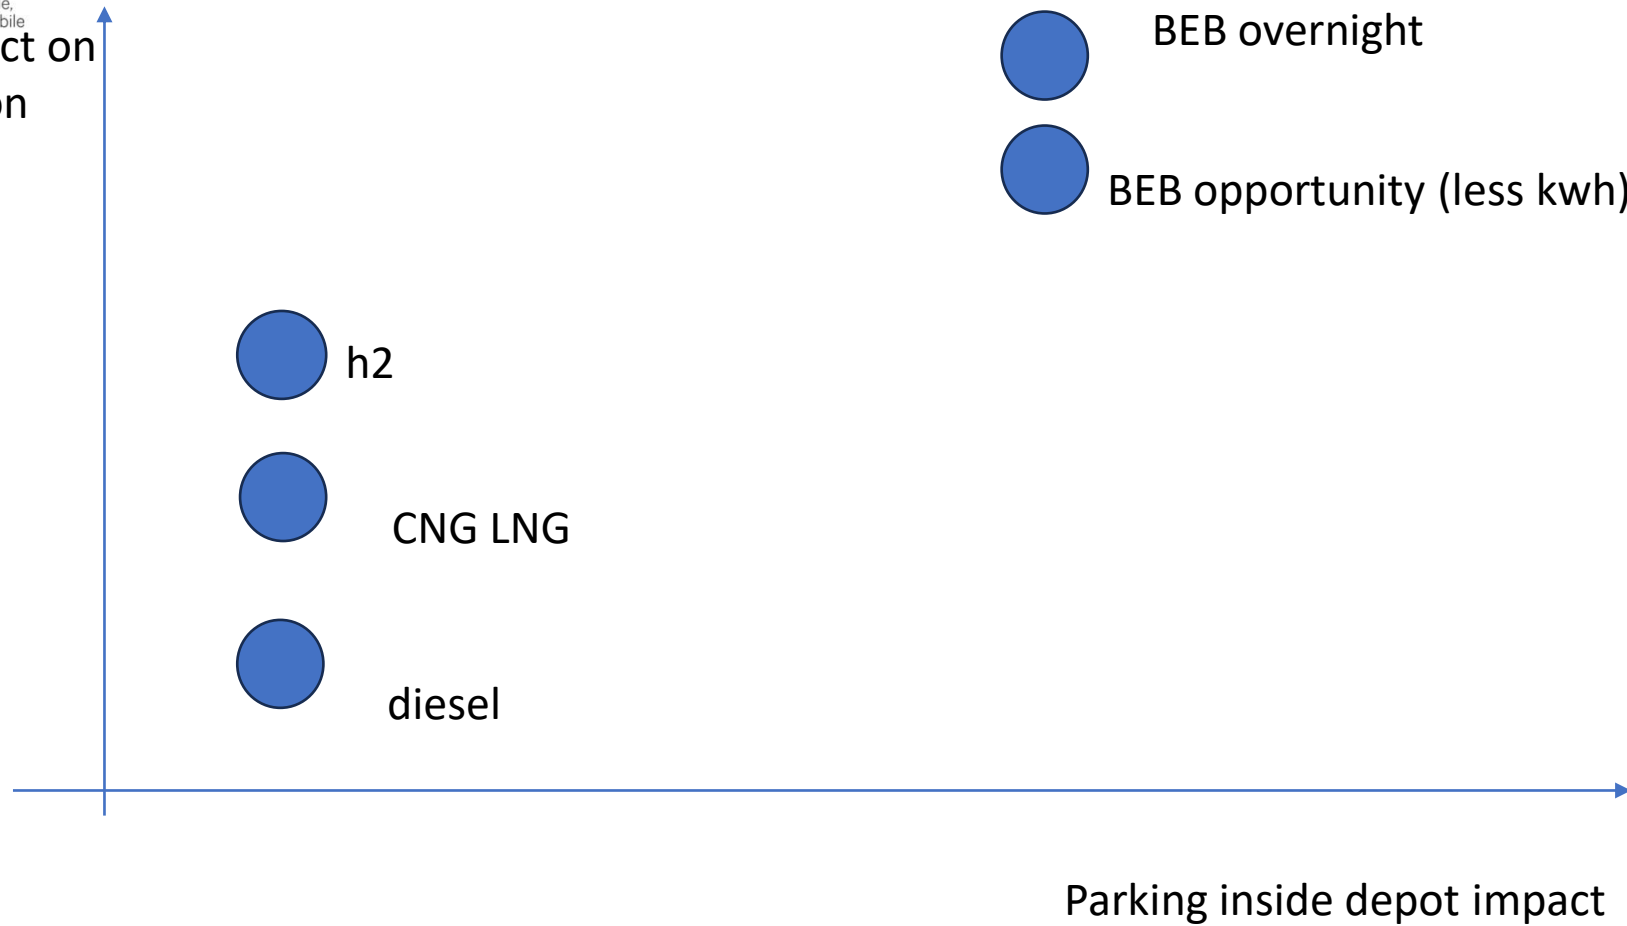 ct on
on
BEB overnight
BEB opportunity (less kwh)
h2
CNG LNG
diesel
Parking inside depot impact